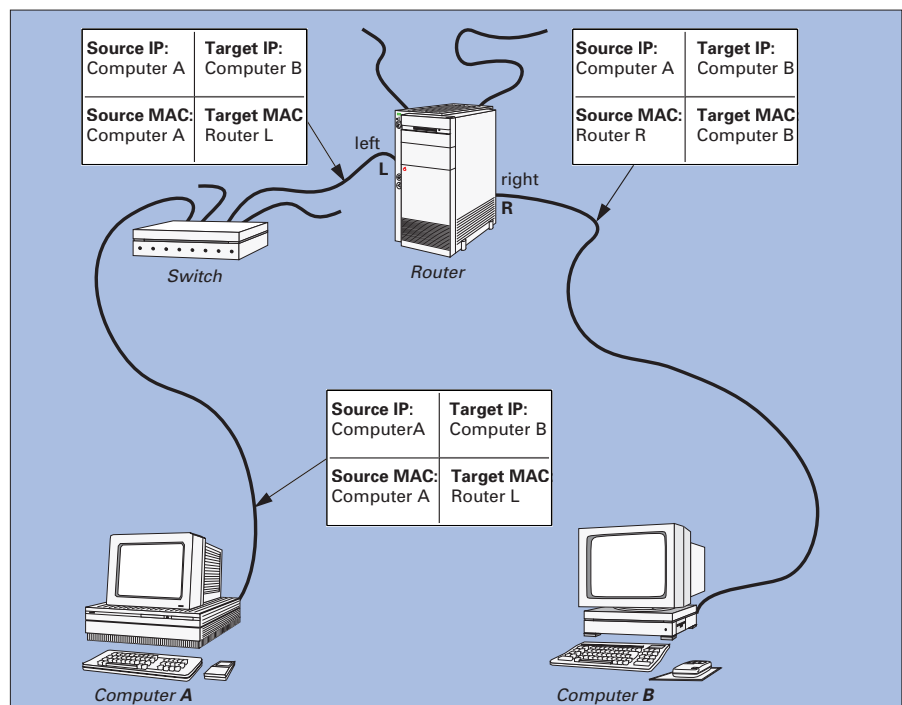 Source IP: Target IP:
Computer A Computer B
Source MAC: Target MAC
Computer A Router L
Source IP: Target IP:
Computer A Computer B
Source MAC: Target MAC
Router R Computer B
left
L
right
R
Switch
Router
Source IP: Target IP:
ComputerA Computer B
Source MAC: Target MAC
Computer A Router L
Computer A
Computer B